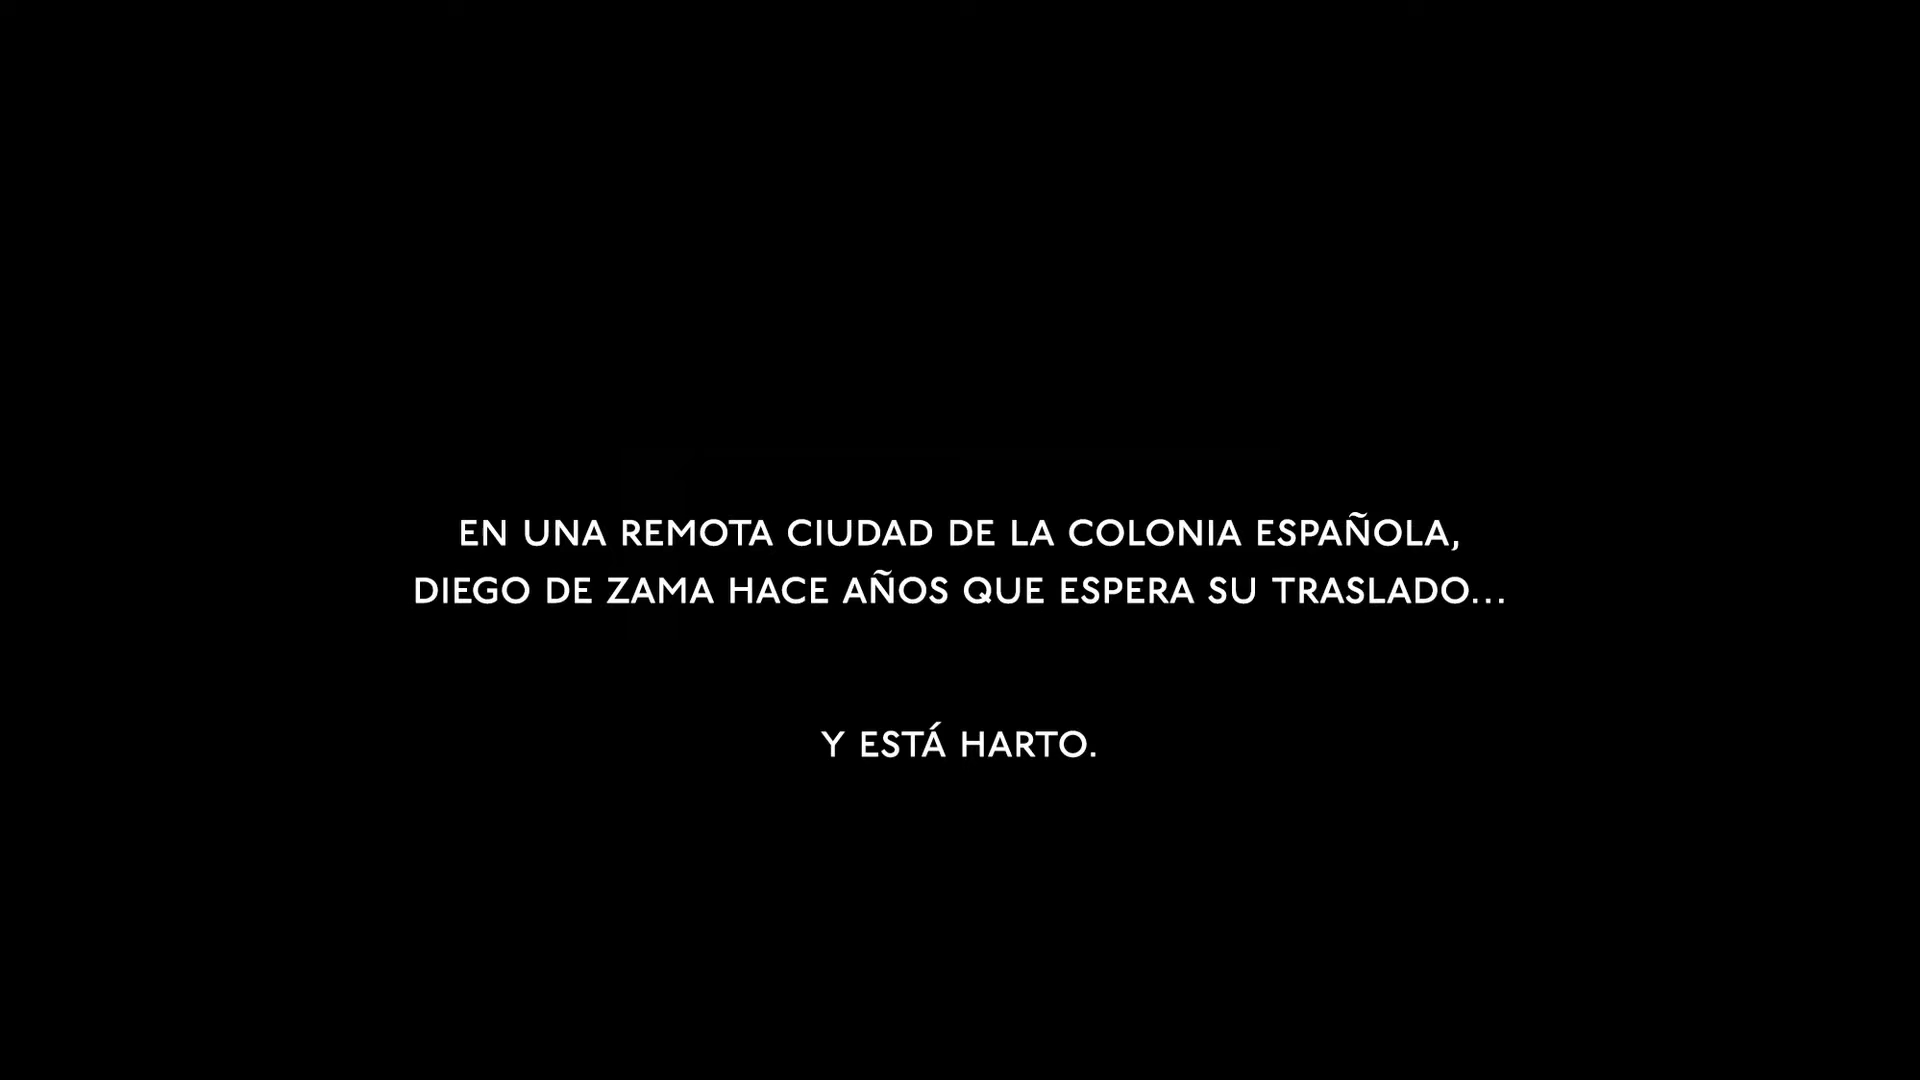 EN UNA REMOTA CIUDAD DE LA COLONIA ESPAÑOLA,
DIEGO DE ZAMA HACE AÑOS QUE ESPERA SU TRASLADO...
Y ESTÁ HARTO.